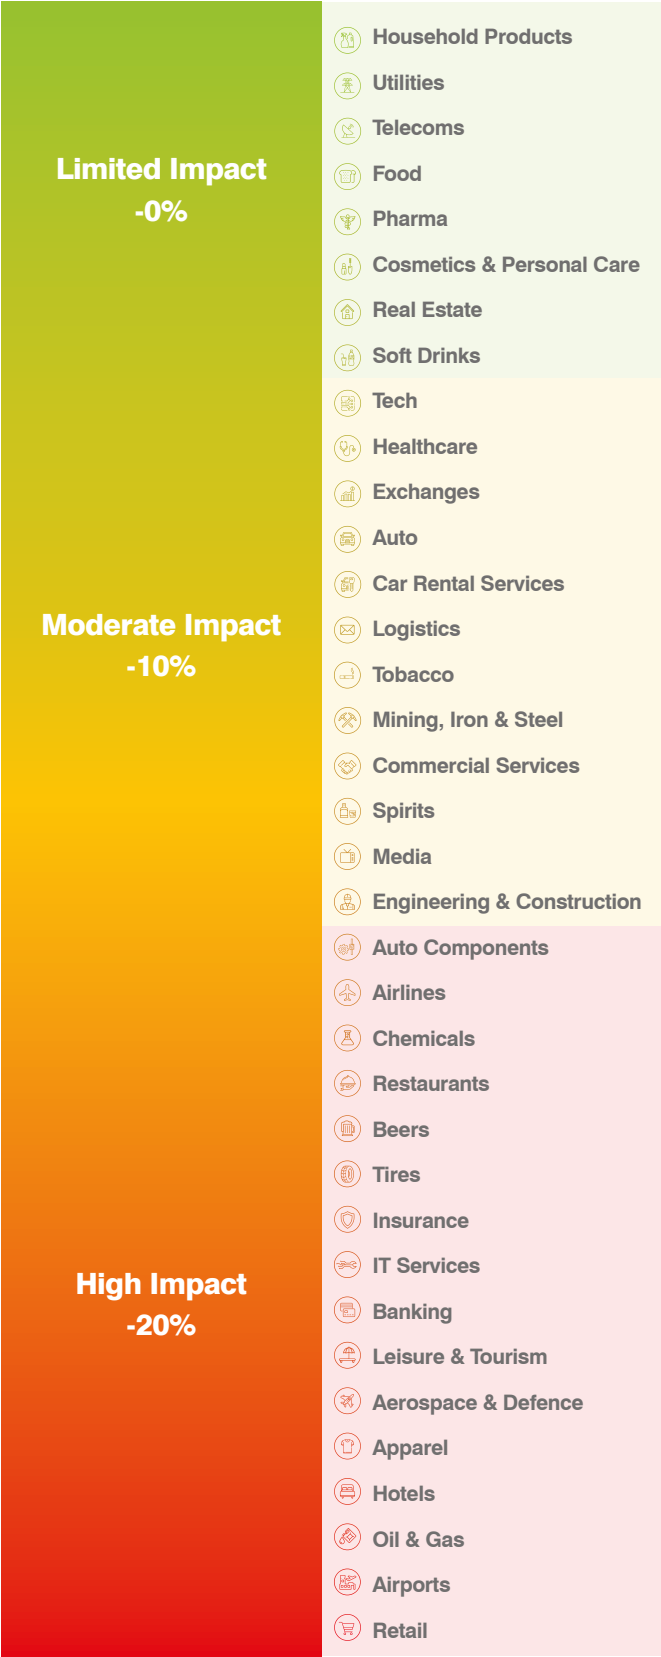 Limited Impact
-0%
Household Products
Utilities
Telecoms
Food
Pharma
Cosmetics & Personal Care
Real Estate
Soft Drinks
Moderate Impact
-10%
Tech
Healthcare
Exchanges
Auto
Car Rental Services
Logistics
Tobacco
Mining, Iron & Steel
Commercial Services
Spirits
Media
Engineering & Construction
High Impact
-20%
Auto Components
Airlines
Chemicals
Restaurants
Beers
Tires
Insurance
IT Services
Banking
Leisure & Tourism
Aerospace & Defence
Apparel
Hotels
Oil & Gas
Airports
Retail